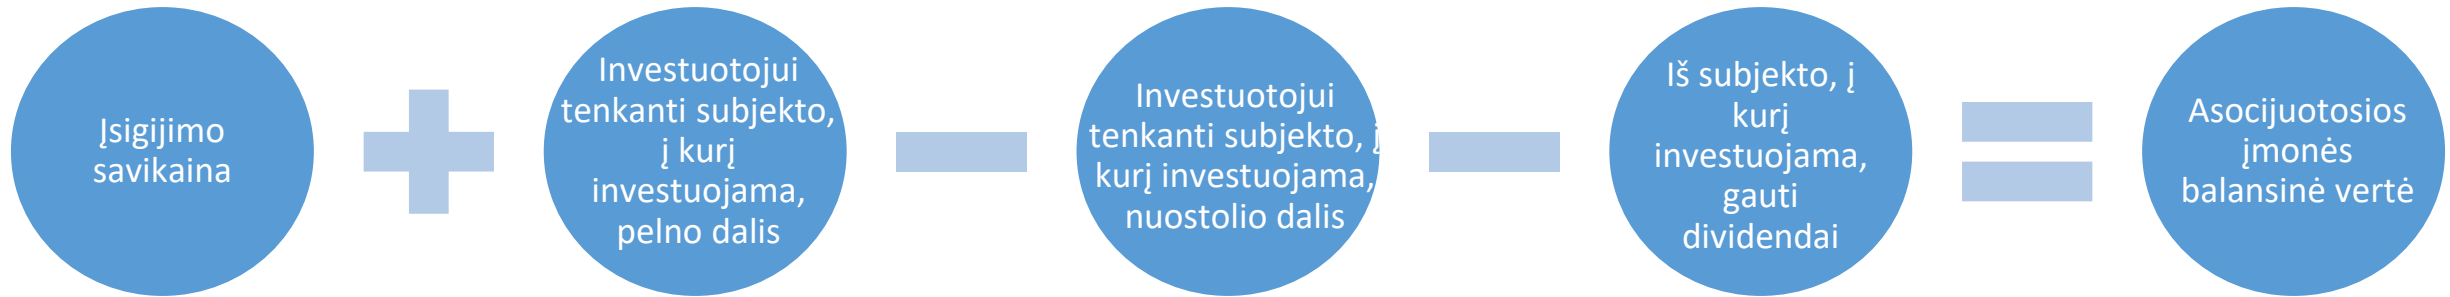 Įsigijimo
savikaina
Investuotojui
tenkanti subjekto,
į kurį
investuojama,
pelno dalis
Investuotojui
tenkanti subjekto, į
kurį investuojama,
nuostolio dalis
Iš subjekto, į
kurį
investuojama,
gauti
dividendai
Asocijuotosios
įmonės
balansinė vertė